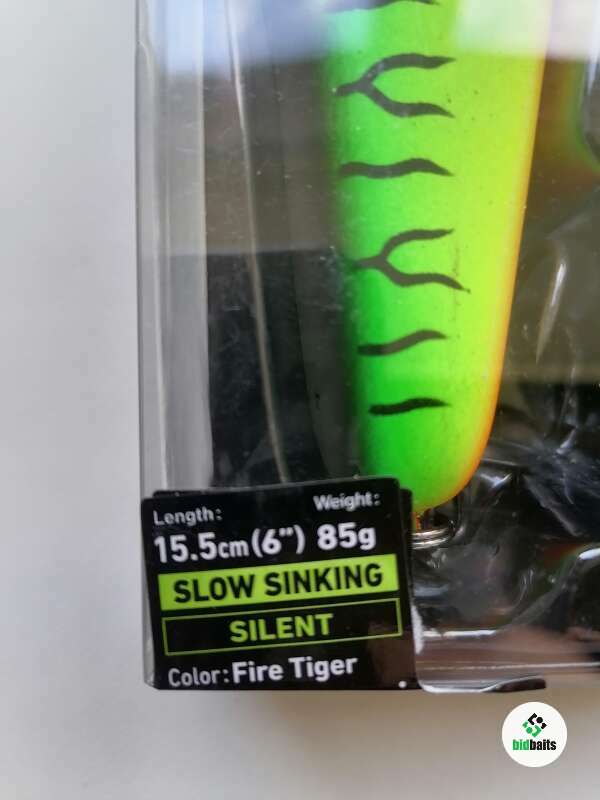 Length: Weight:
15.5cm(6") 85g
SLOW SINKING
SILENT
Color: Fire Tiger
bidbaits